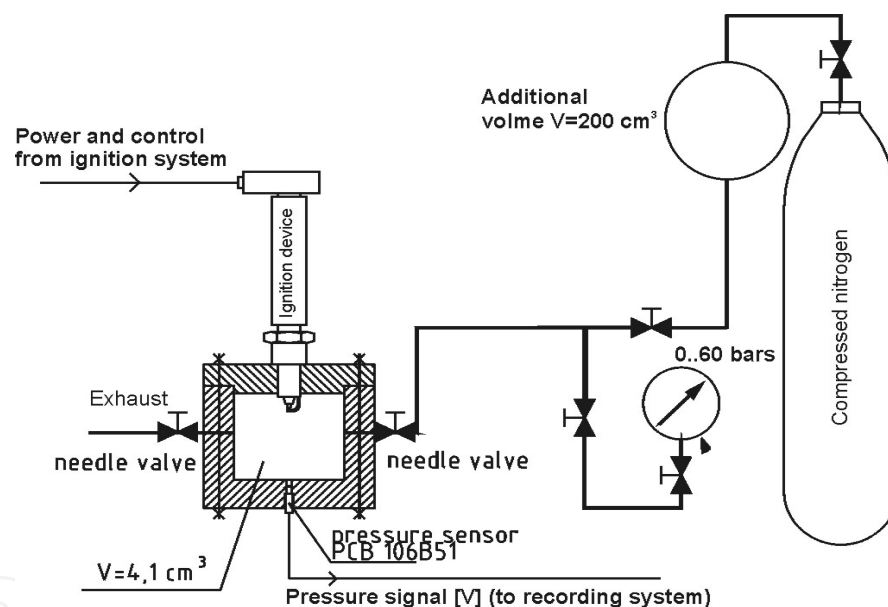 Additional
volme V=200 cm³
Power and control
from ignition system
Ignition device
Compressed nitrogen
0..60 bars
Exhaust
needle valve
needle valve
pressure sensor
PCB 106B51
V=4,1 cm³
Pressure signal [V] (to recording system)